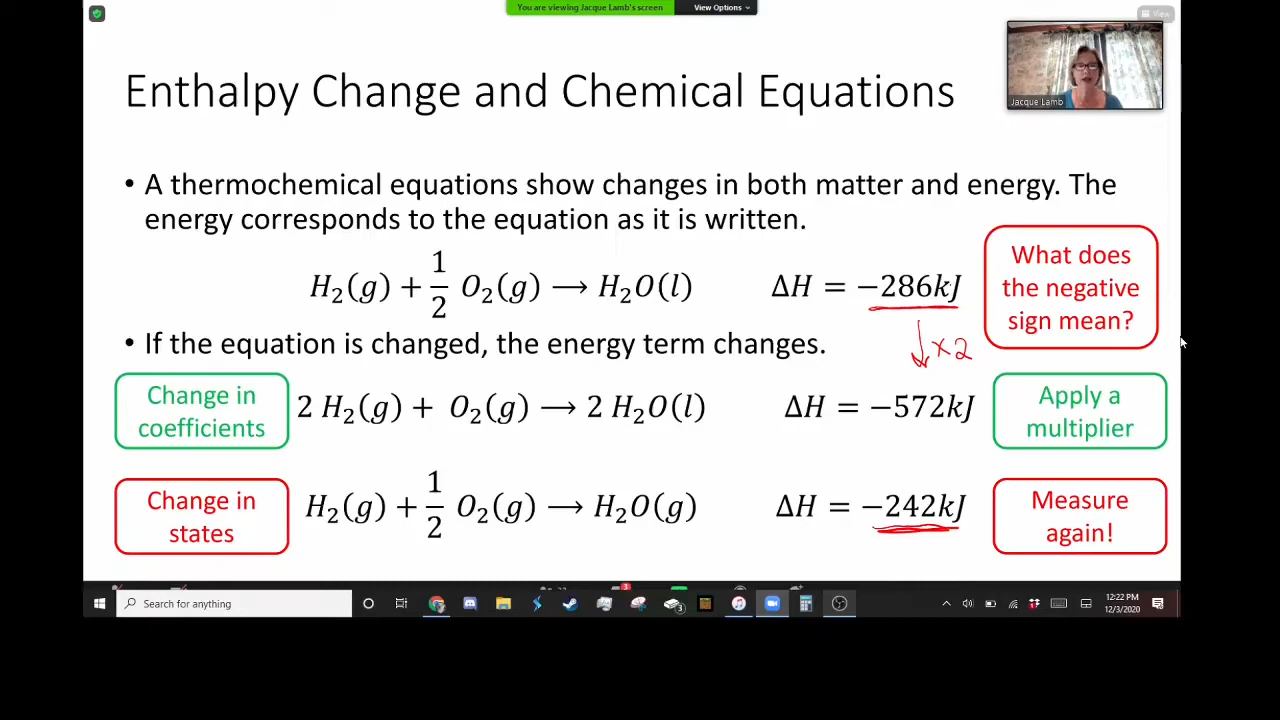 You are viewing Jacque Lamb's screen
View Options
View
Enthalpy Change and Chemical Equations
Jacque Lamb
• A thermochemical equations show changes in both matter and energy. The
energy corresponds to the equation as it is written.
H₂(g) + 1/2 O₂(g) ⟶ H₂O(l) ΔH = −286kJ
What does
the negative
sign mean?
• If the equation is changed, the energy term changes.
×2
Change in
coefficients
2 H₂(g) + O₂(g) ⟶ 2 H₂O(l) ΔH = −572kJ
Apply a
multiplier
Change in
states
H₂(g) + 1/2 O₂(g) ⟶ H₂O(g) ΔH = −242kJ
Measure
again!
Search for anything
3
3
12:22 PM
12/3/2020